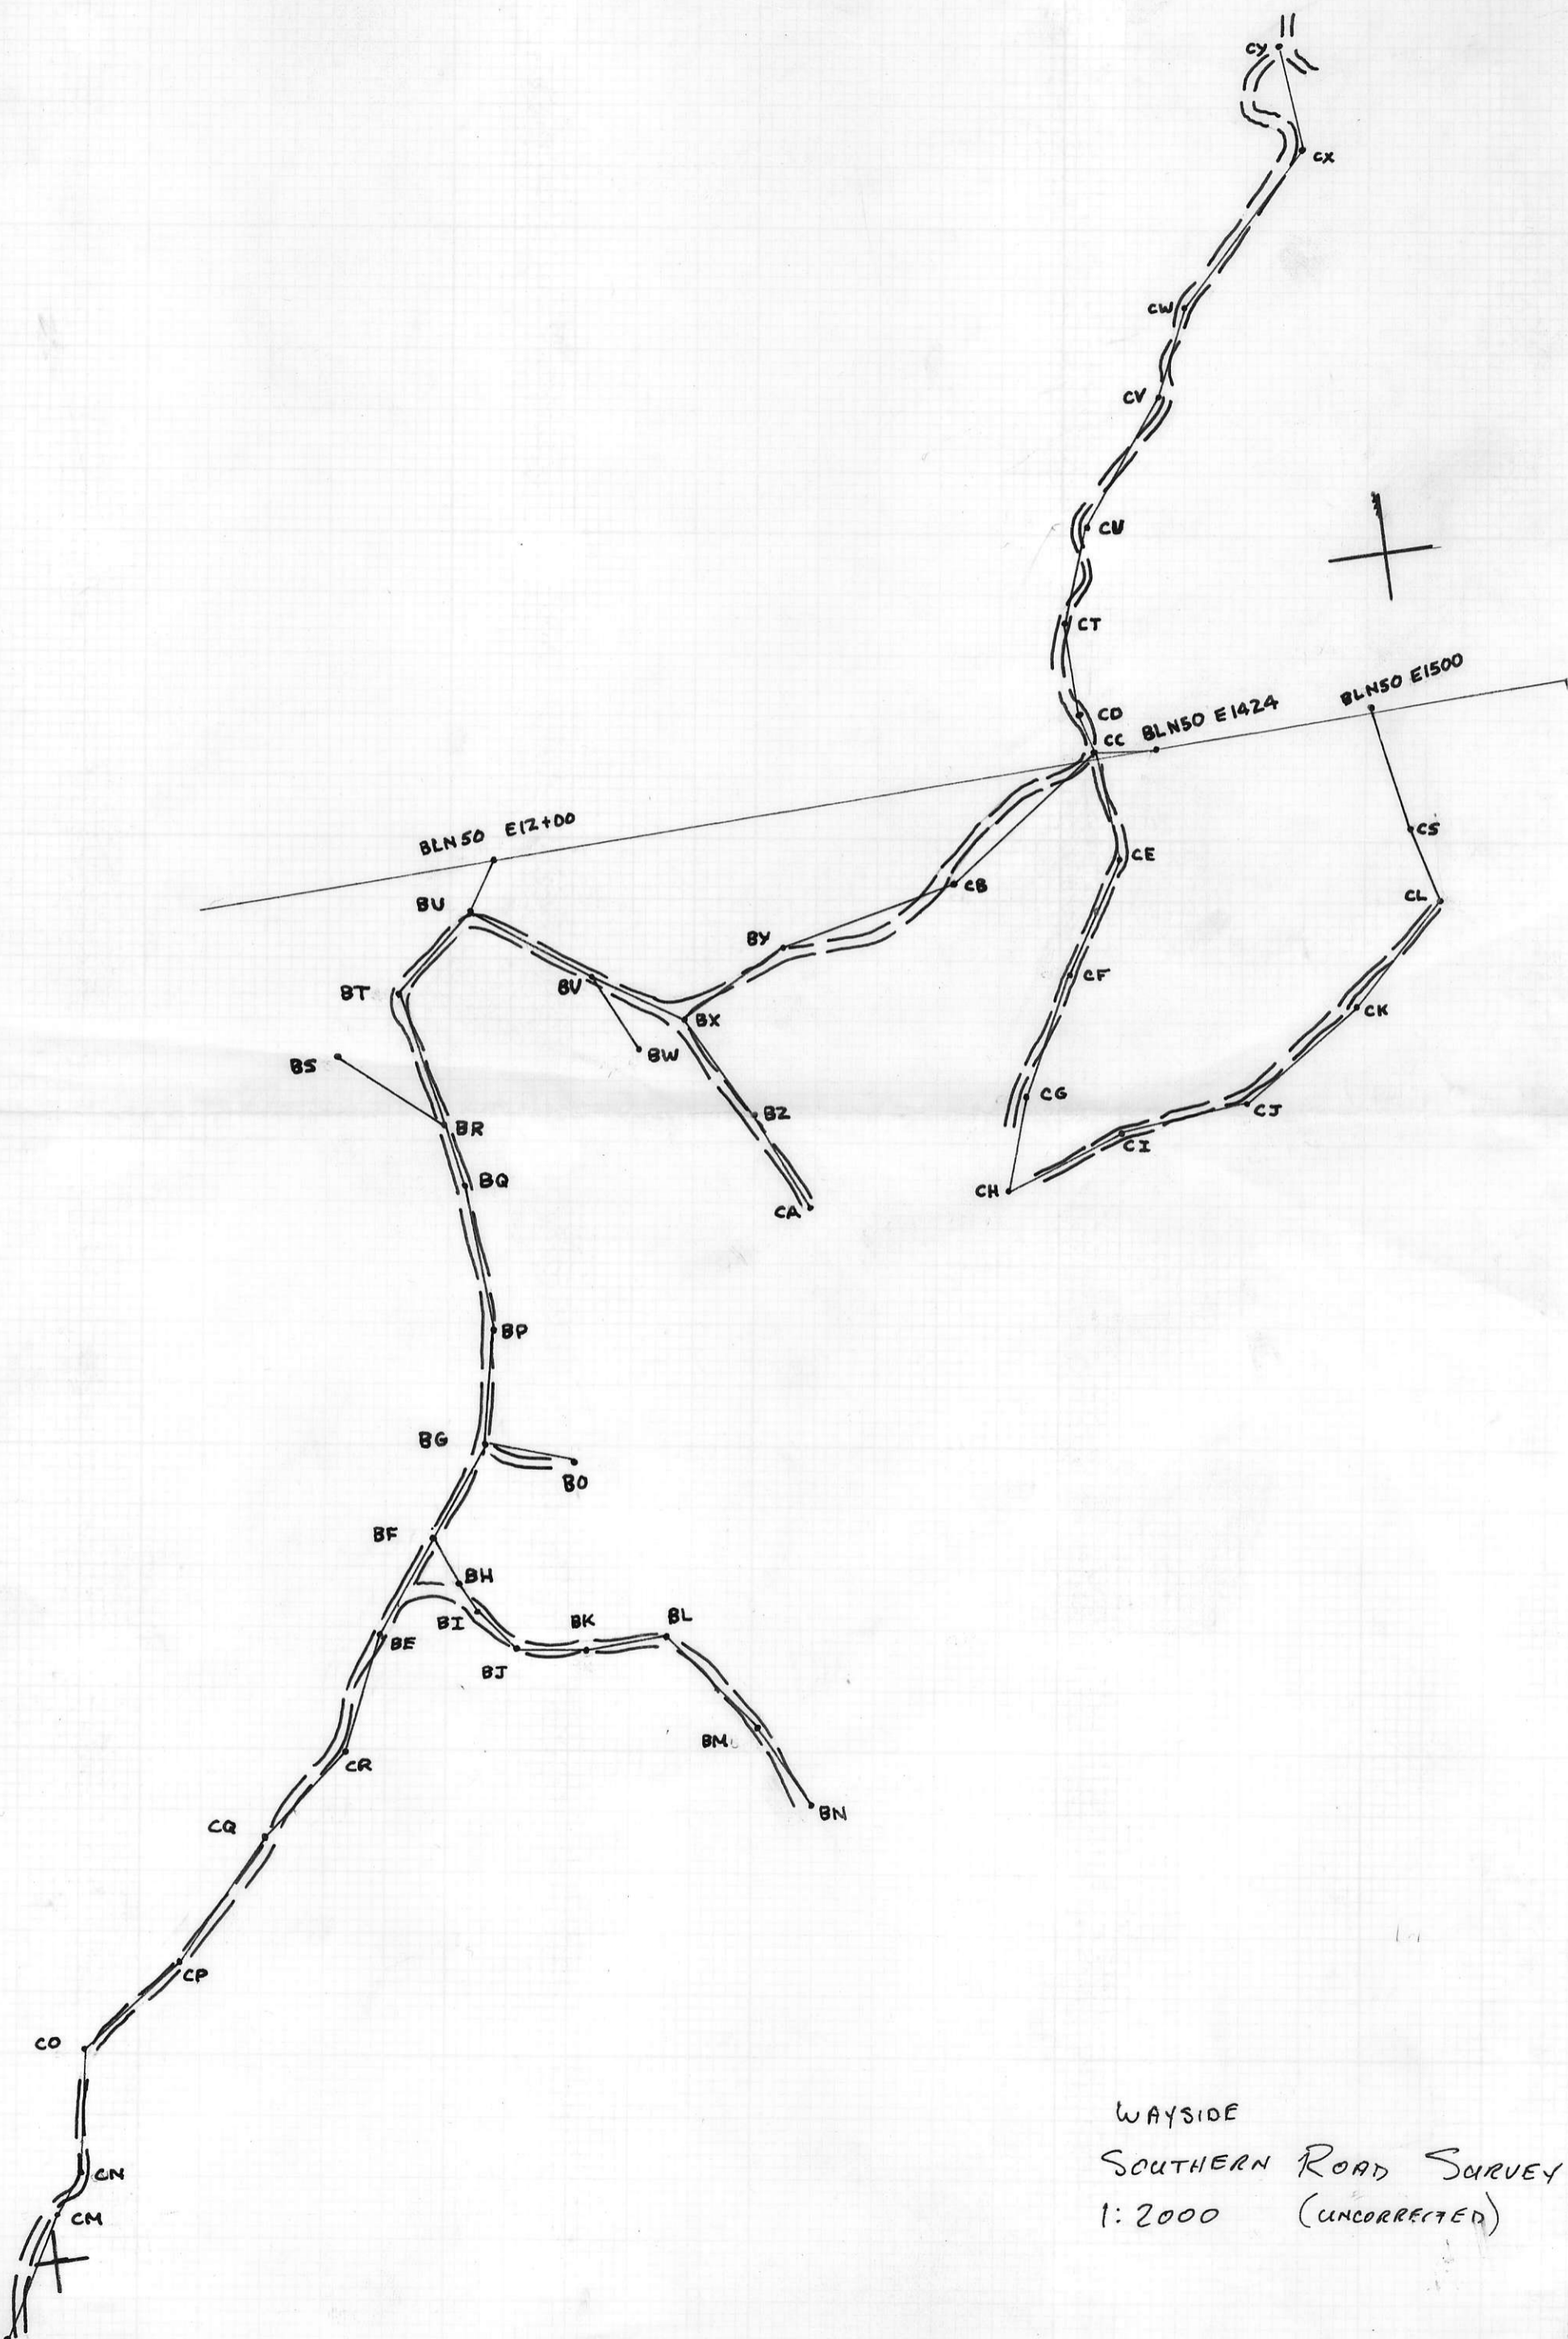 CY
CX
CW
CV
CU
CT
CD
CC
BLN50 E1424
BLN50 E1500
BLN50 E12+00
BU
BT
BS
BR
BQ
BV
BW
BX
BY
BZ
CA
CB
CE
CF
CG
CH
CI
CJ
CK
CL
CS
BP
BG
BO
BF
BH
BI
BE
BJ
BK
BL
BM
BN
CR
CQ
CP
CO
CN
CM
WAYSIDE
SOUTHERN ROAD SURVEY
1:2000 (UNCORRECTED)